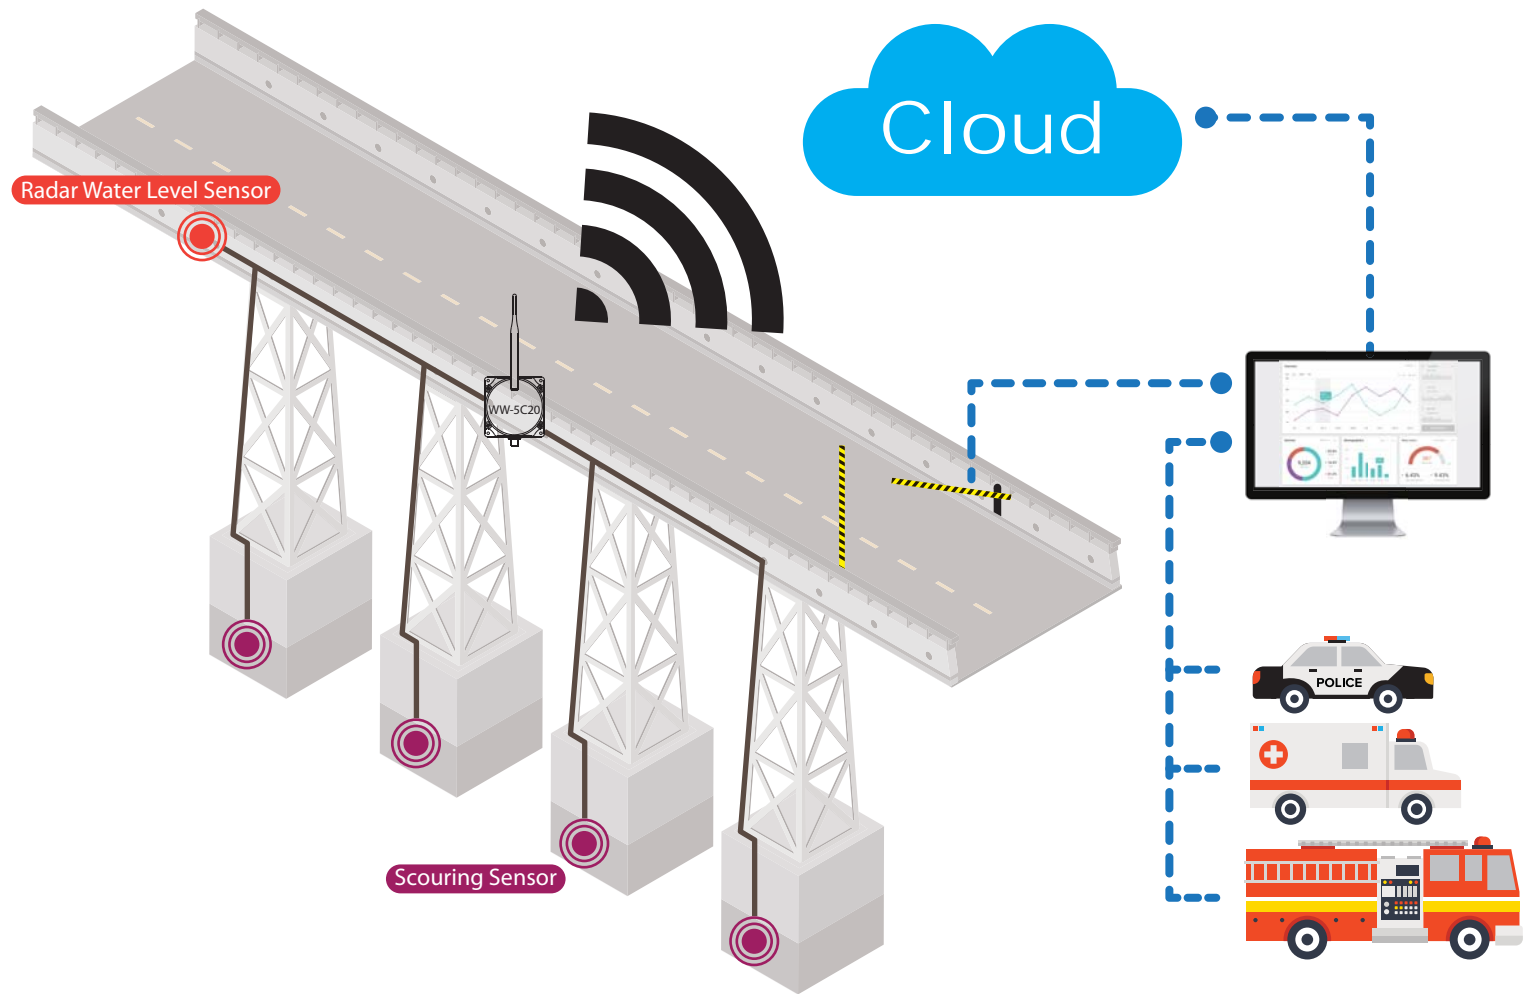 Cloud
Radar Water Level Sensor
WW-5C20
POLICE
Scouring Sensor